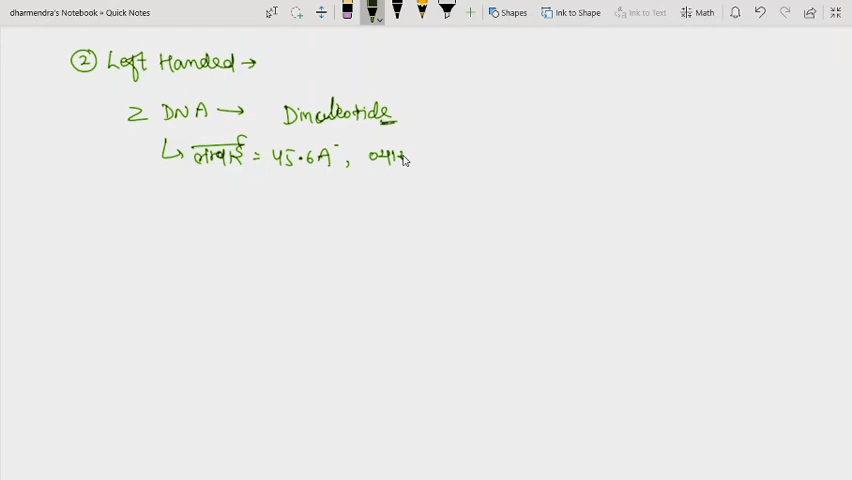 dharmendra's Notebook » Quick Notes
Shapes
Ink to Shape
Ink to Text
Math
② Left Handed →
Z DNA → Dinucleotide
↳ = 45.6A°,